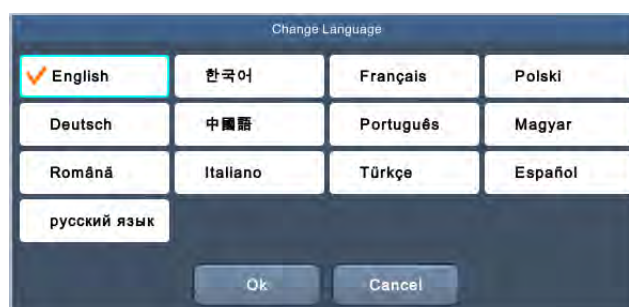 Change Language
English 한국어 Français Polski
Deutsch 中國語 Português Magyar
Română Italiano Türkçe Español
русский язык
Ok Cancel